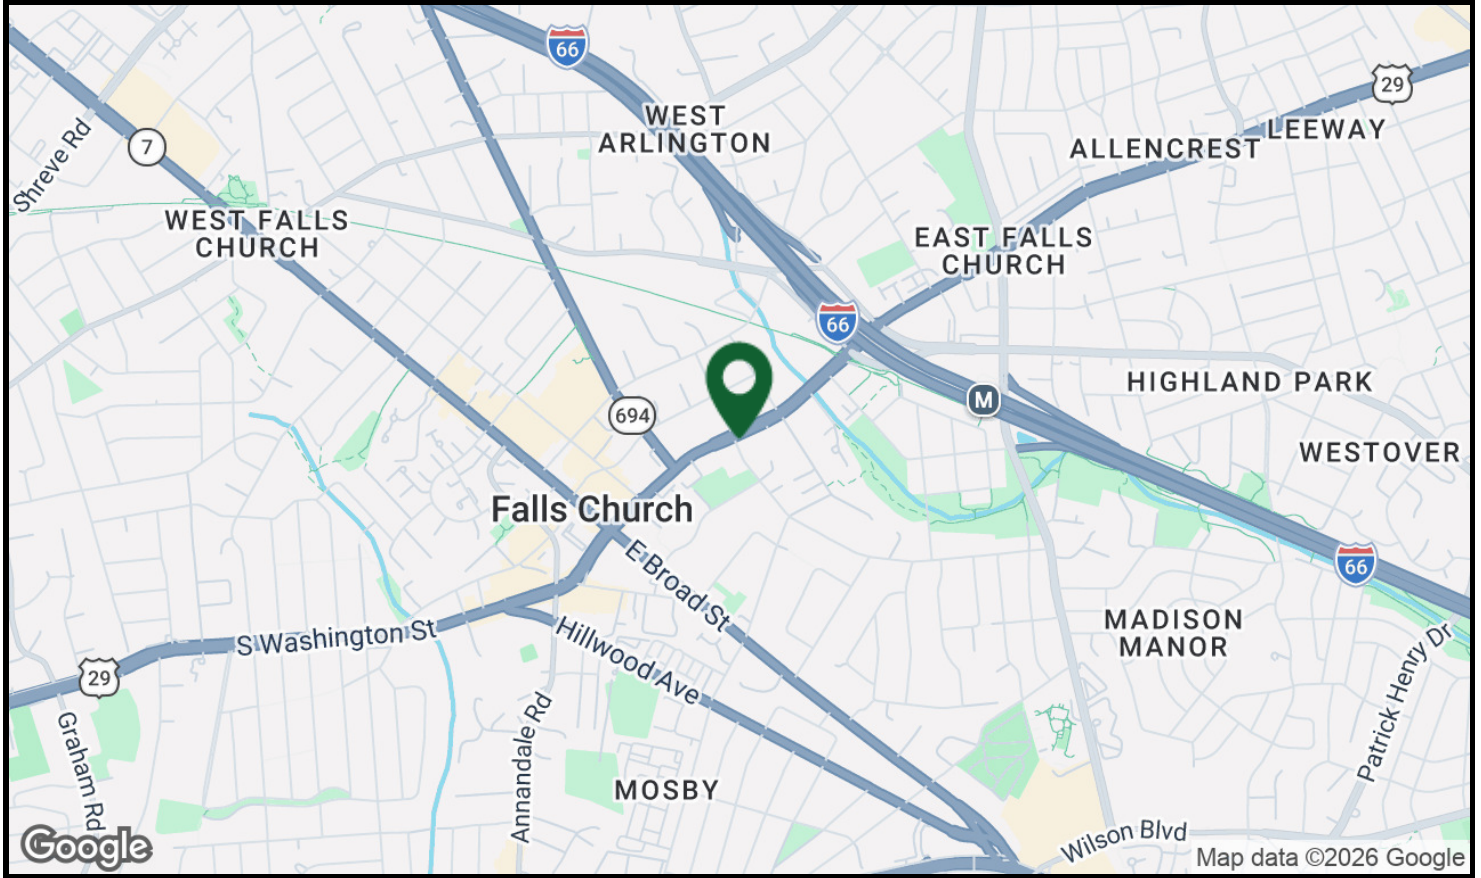 66
29
WEST
ARLINGTON
LEEWAY
ALLENCREST
7
Shreve Rd
WEST FALLS
CHURCH
EAST FALLS
CHURCH
66
HIGHLAND PARK
M
694
WESTOVER
Falls Church
E Broad St
66
MADISON
MANOR
S Washington St
Hillwood Ave
29
Patrick Henry Dr
Graham Rd
Annandale Rd
MOSBY
Wilson Blvd
Google
Map data ©2026 Google